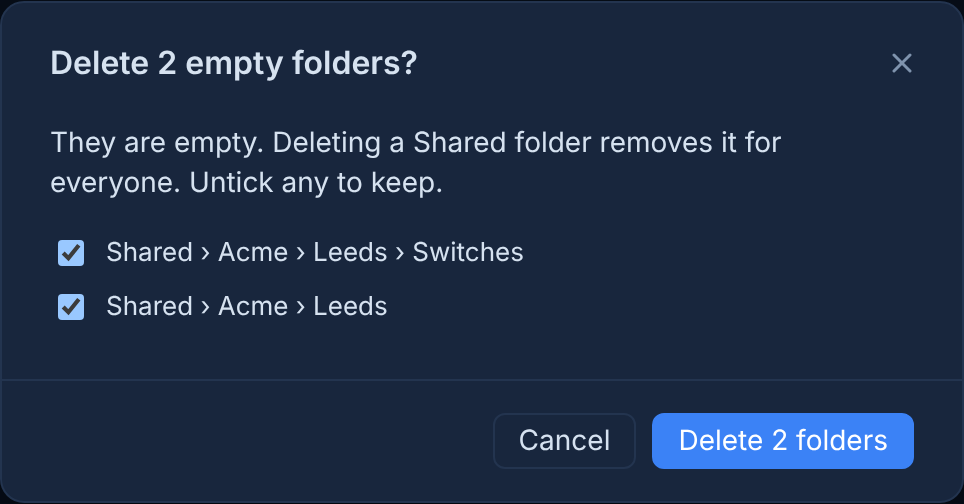 Delete 2 empty folders?
They are empty. Deleting a Shared folder removes it for
everyone. Untick any to keep.
Shared › Acme › Leeds › Switches
Shared › Acme › Leeds
Cancel
Delete 2 folders